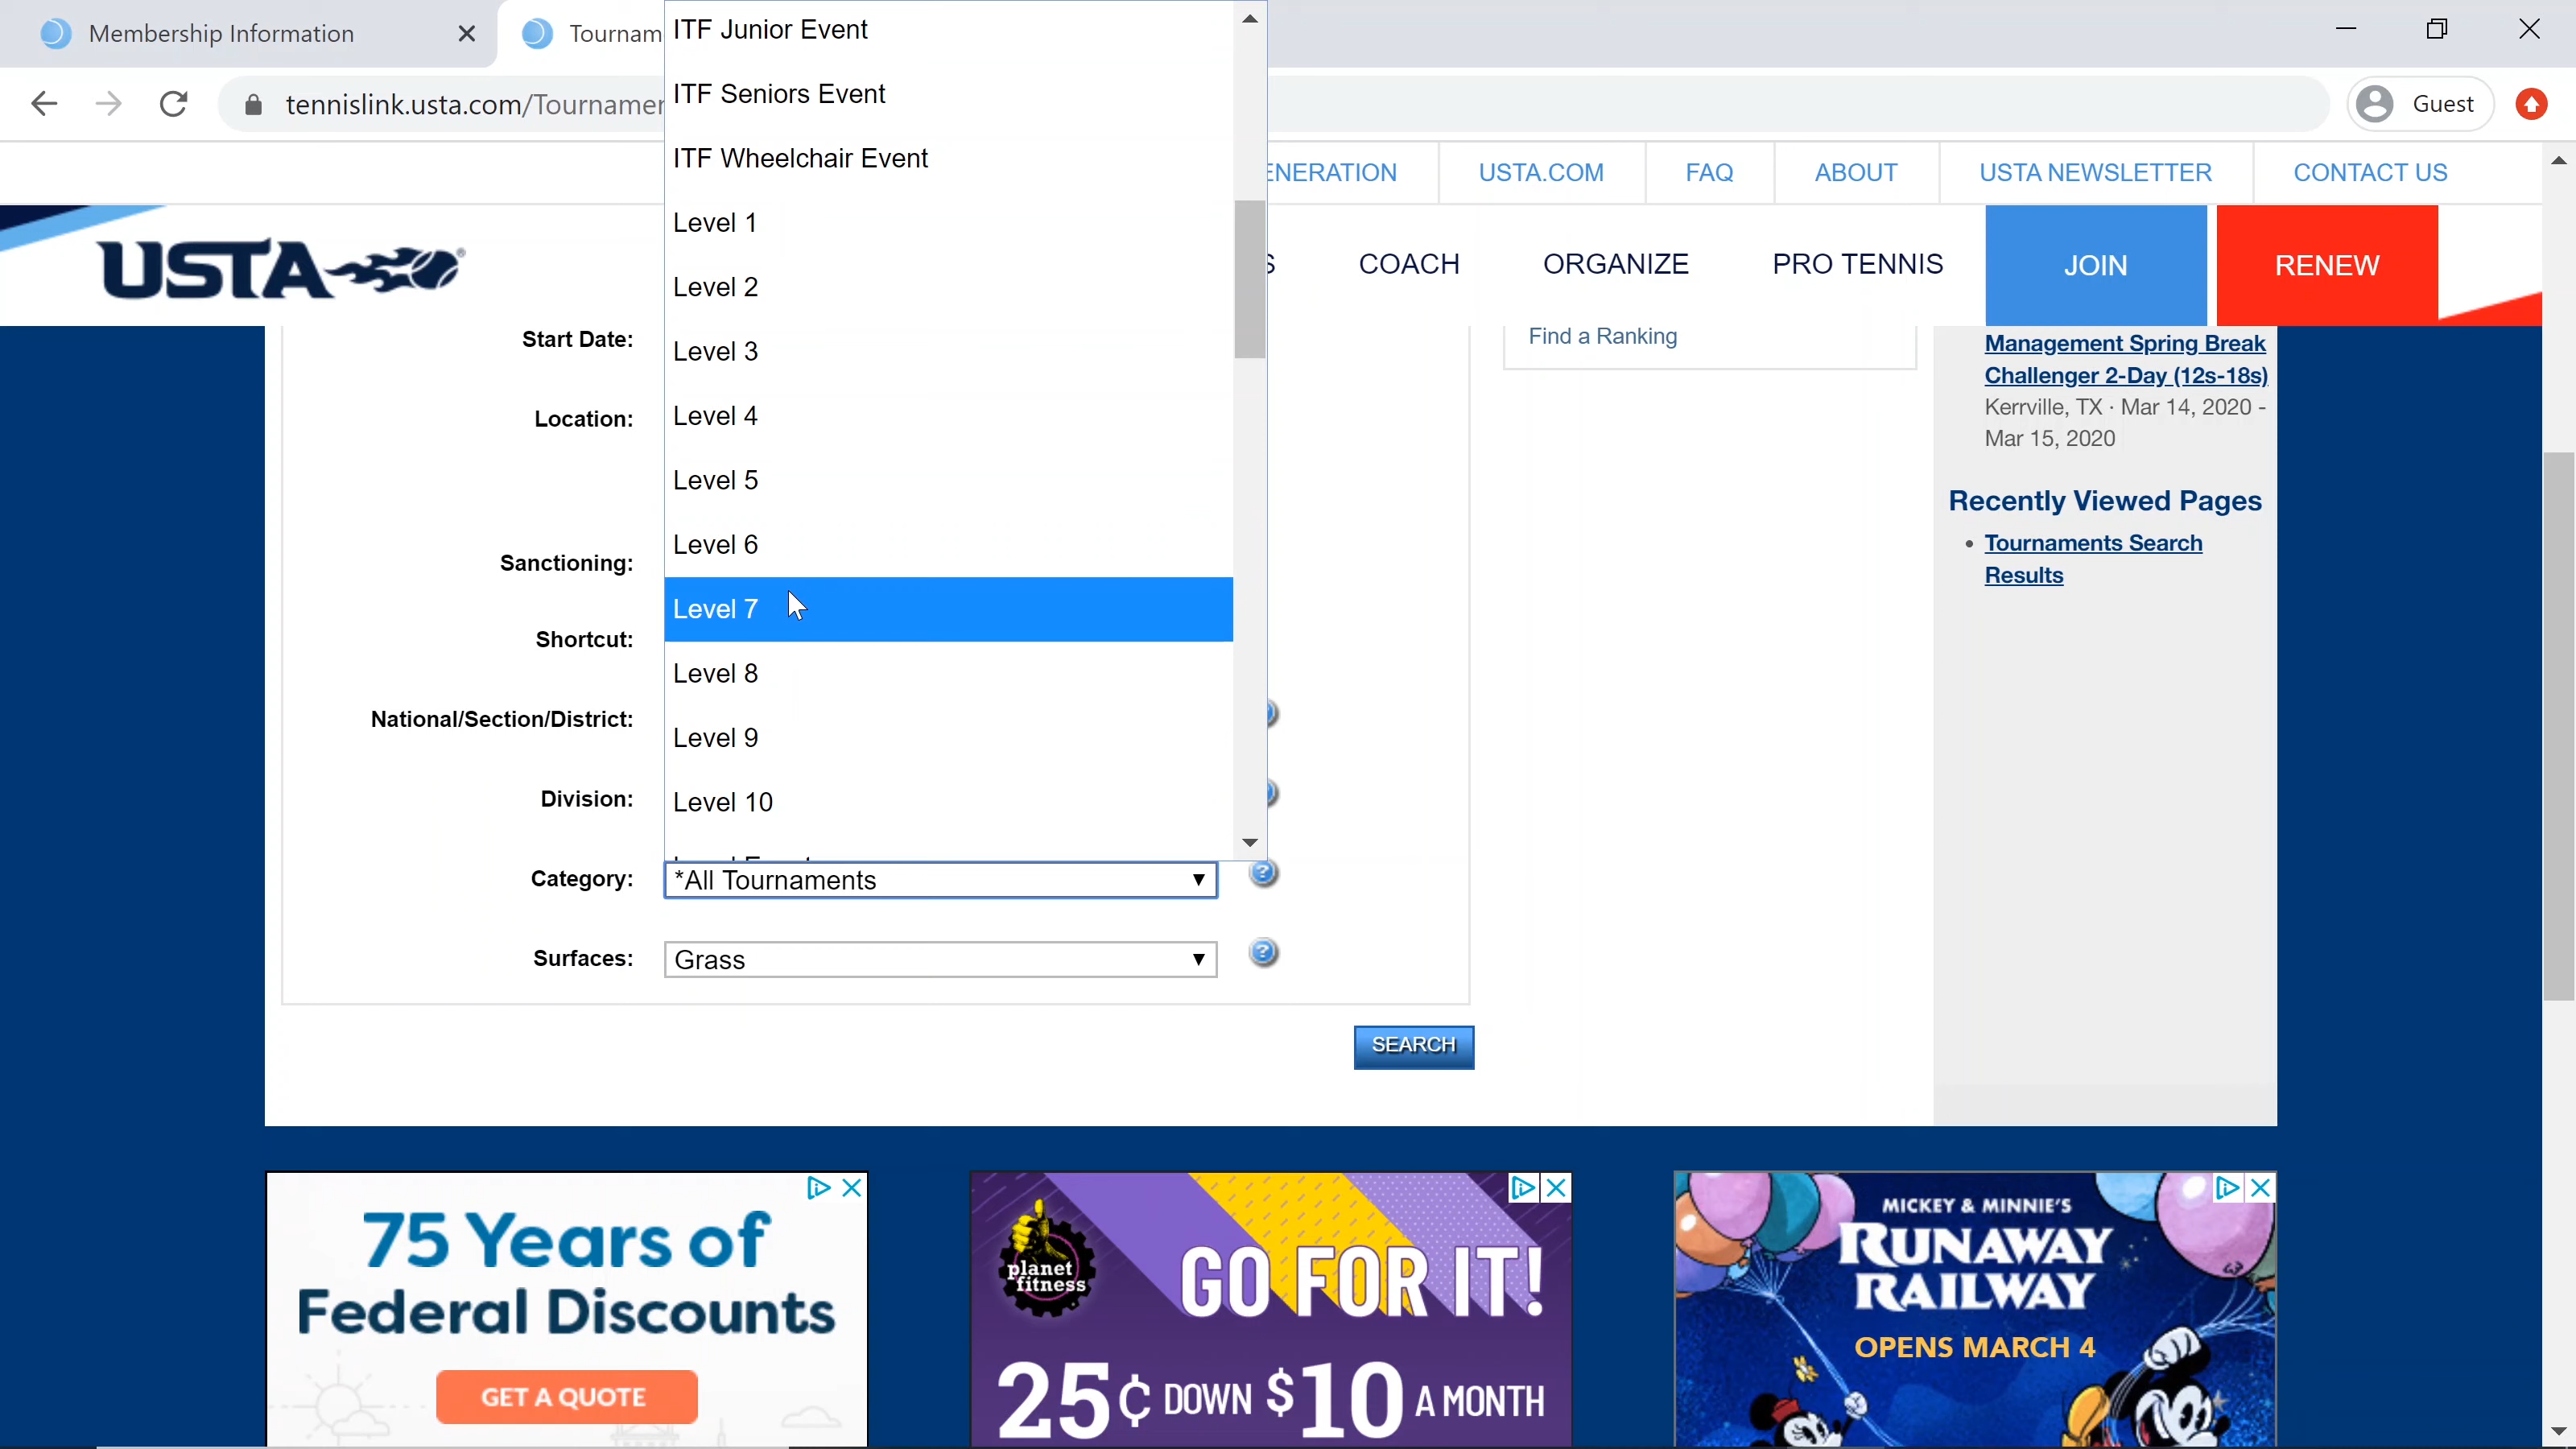 Membership Information
Tournam
tennislink.usta.com/Tournamer
Guest
ENERATION
USTA.COM
FAQ
ABOUT
USTA NEWSLETTER
CONTACT US
USTA
S
COACH
ORGANIZE
PRO TENNIS
JOIN
RENEW
ITF Junior Event
ITF Seniors Event
ITF Wheelchair Event
Level 1
Level 2
Level 3
Level 4
Level 5
Level 6
Level 7
Level 8
Level 9
Level 10
Start Date:
Location:
Sanctioning:
Shortcut:
National/Section/District:
Division:
Category:
*All Tournaments
Surfaces:
Grass
SEARCH
Find a Ranking
Management Spring Break
Challenger 2-Day (12s-18s)
Kerrville, TX · Mar 14, 2020 -
Mar 15, 2020
Recently Viewed Pages
• Tournaments Search
Results
75 Years of
Federal Discounts
GET A QUOTE
planet
fitness
GO FOR IT!
25¢ DOWN $10 A MONTH
MICKEY & MINNIE'S
RUNAWAY
RAILWAY
OPENS MARCH 4